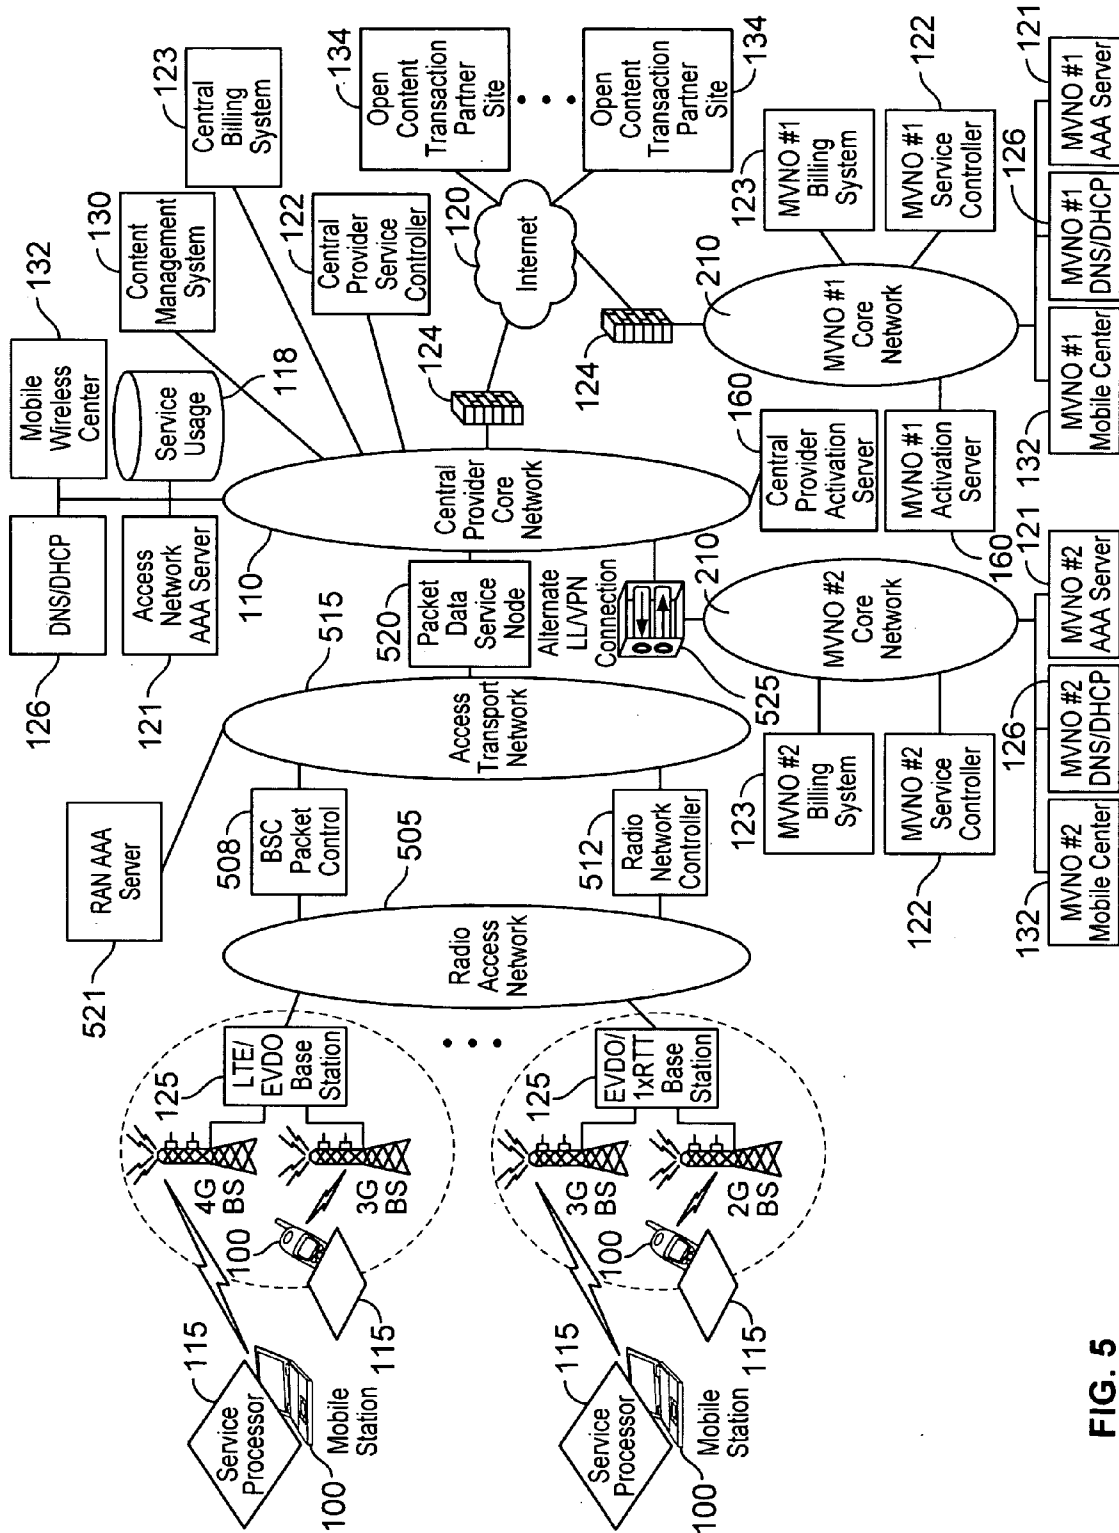 RAN AAA
Server
521
126
DNS/DHCP
Mobile
Wireless
Center
132
121
Access
Network
AAA Server
Service
Usage
118
130
Content
Management
System
123
Central
Billing
System
122
Central
Provider
Service
Controller
134
Open
Content
Transaction
Partner
Site
Open
Content
Transaction
Partner
Site
134
120
Internet
124
124
110
Central
Provider
Core
Network
520
Packet
Data
Service
Node
515
Access
Transport
Network
508
BSC
Packet
Control
505
Radio
Access
Network
512
Radio
Network
Controller
125
LTE/
EVDO
Base
Station
4G
BS
3G
BS
100
115
115
Service
Processor
100
Mobile
Station
125
EVDO/
1xRTT
Base
Station
3G
BS
2G
BS
100
115
115
Service
Processor
100
Mobile
Station
Alternate
LL/VPN
Connection
525
160
Central
Provider
Activation
Server
210
MVNO #2
Core
Network
123
MVNO #2
Billing
System
122
MVNO #2
Service
Controller
132
MVNO #2
Mobile Center
126
MVNO #2
DNS/DHCP
121
MVNO #2
AAA Server
160
MVNO #1
Activation
Server
210
MVNO #1
Core
Network
123
MVNO #1
Billing
System
122
MVNO #1
Service
Controller
132
MVNO #1
Mobile Center
126
MVNO #1
DNS/DHCP
121
MVNO #1
AAA Server
FIG. 5